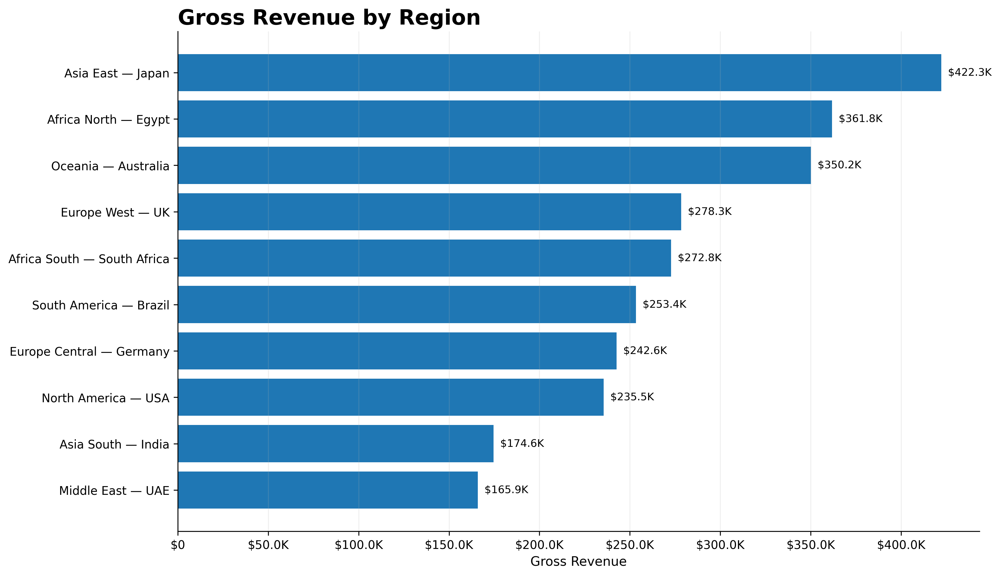 Gross Revenue by Region
Asia East — Japan $422.3K
Africa North — Egypt $361.8K
Oceania — Australia $350.2K
Europe West — UK $278.3K
Africa South — South Africa $272.8K
South America — Brazil $253.4K
Europe Central — Germany $242.6K
North America — USA $235.5K
Asia South — India $174.6K
Middle East — UAE $165.9K
$0 $50.0K $100.0K $150.0K $200.0K $250.0K $300.0K $350.0K $400.0K
Gross Revenue